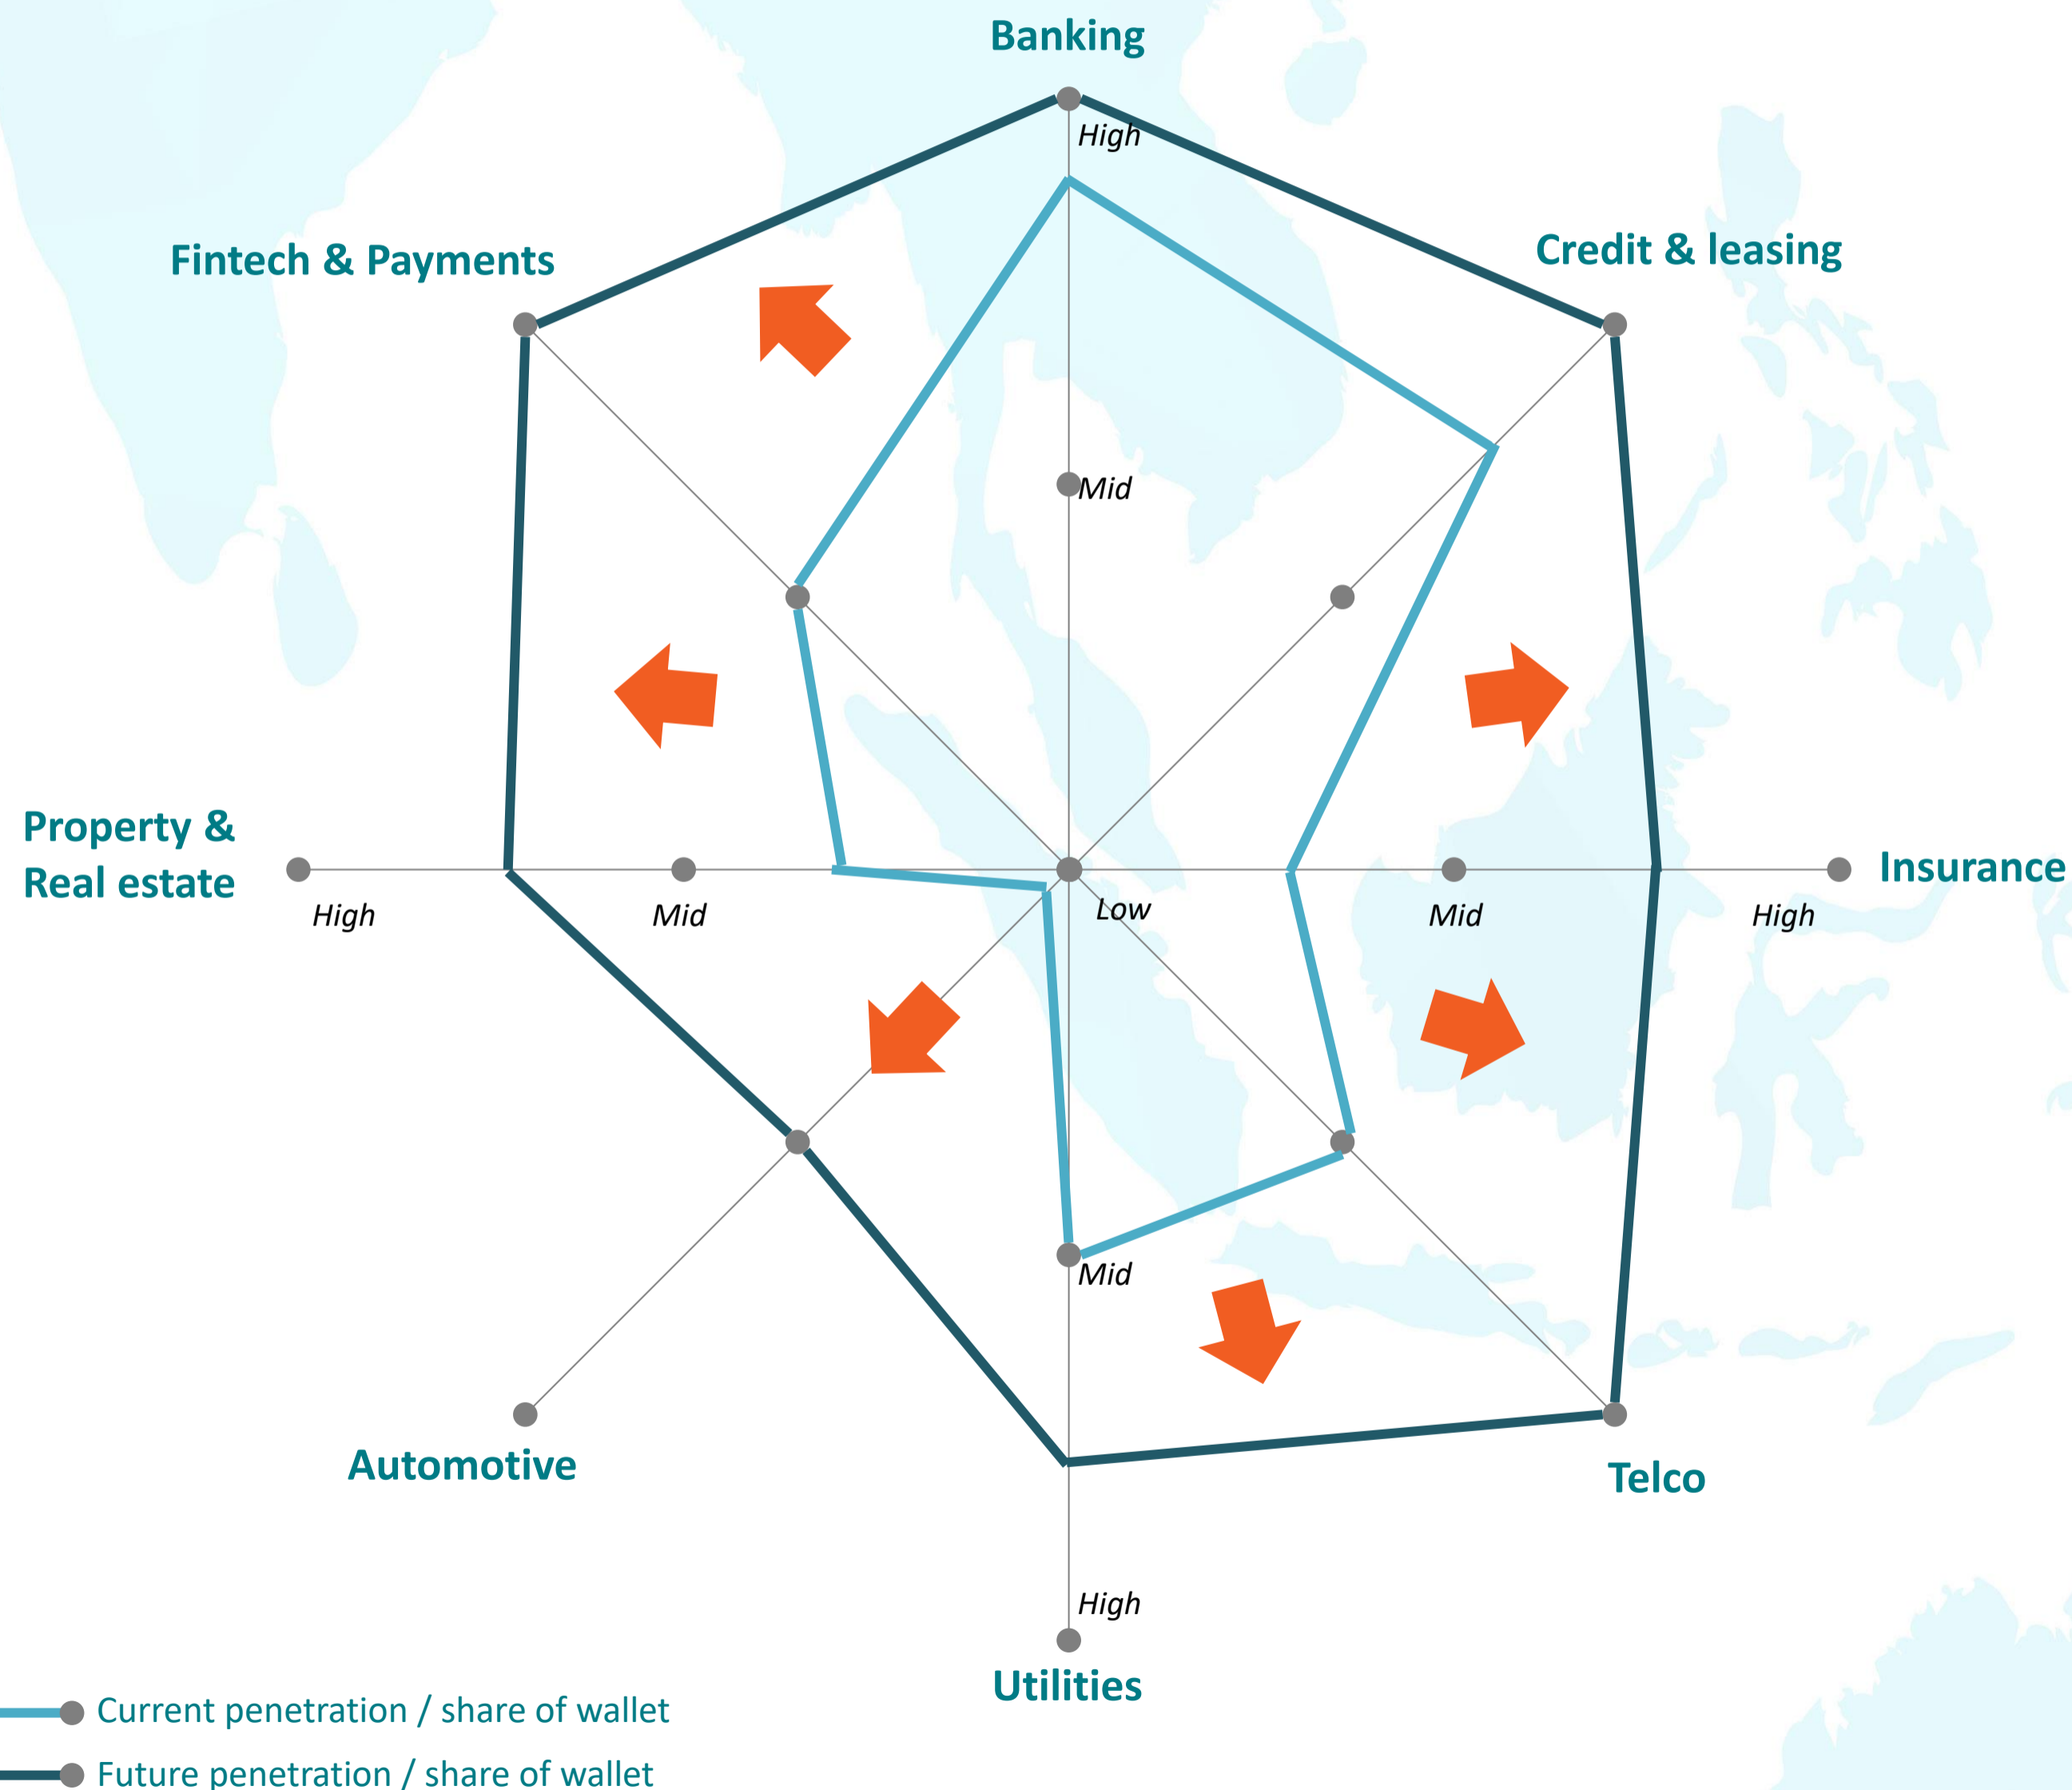 Banking
High
Fintech & Payments
Credit & leasing
Mid
Property &
Real estate
Insurance
High
Mid
Low
Mid
High
Mid
Automotive
Telco
High
Utilities
Current penetration / share of wallet
Future penetration / share of wallet